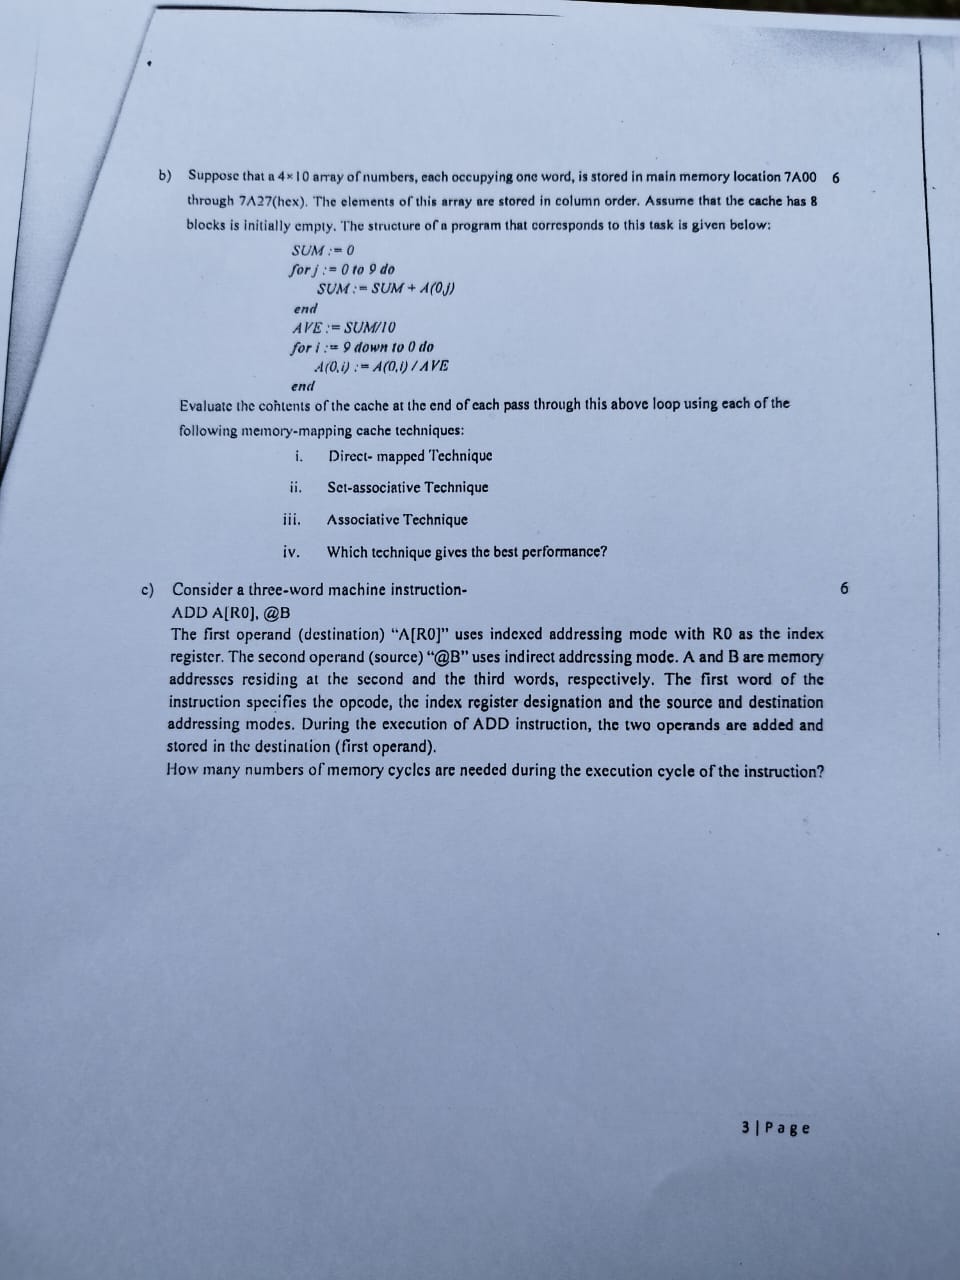 b) Suppose that a 4×10 array of numbers, each occupying one word, is stored in main memory location 7A00 6
through 7A27(hex). The elements of this array are stored in column order. Assume that the cache has 8
blocks is initially empty. The structure of a program that corresponds to this task is given below:
SUM := 0
for j := 0 to 9 do
SUM := SUM + A(0,j)
end
AVE := SUM/10
for i := 9 down to 0 do
A(0,i) := A(0,i) / AVE
end
Evaluate the contents of the cache at the end of each pass through this above loop using each of the
following memory-mapping cache techniques:
i. Direct- mapped Technique
ii. Set-associative Technique
iii. Associative Technique
iv. Which technique gives the best performance?
c) Consider a three-word machine instruction- 6
ADD A[R0], @B
The first operand (destination) “A[R0]” uses indexed addressing mode with R0 as the index
register. The second operand (source) “@B” uses indirect addressing mode. A and B are memory
addresses residing at the second and the third words, respectively. The first word of the
instruction specifies the opcode, the index register designation and the source and destination
addressing modes. During the execution of ADD instruction, the two operands are added and
stored in the destination (first operand).
How many numbers of memory cycles are needed during the execution cycle of the instruction?
3 | Page